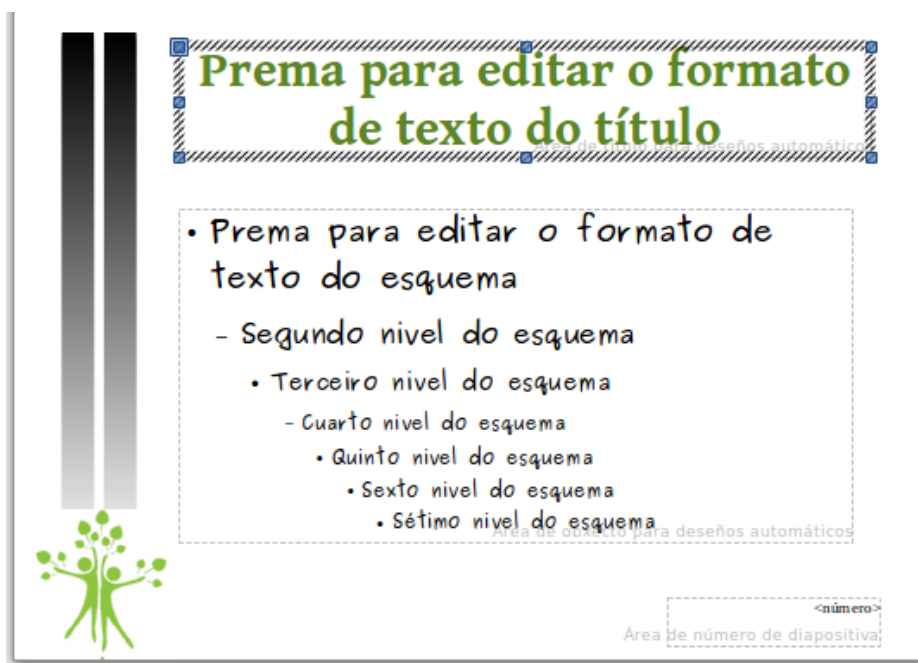 Prema para editar o formato
de texto do título
Área de título para deseños automáticos
• Prema para editar o formato de
texto do esquema
– Segundo nivel do esquema
• Terceiro nivel do esquema
– Cuarto nivel do esquema
• Quinto nivel do esquema
• Sexto nivel do esquema
• Sétimo nivel do esquema
Área de obxecto para deseños automáticos
<número>
Área de número de diapositiva